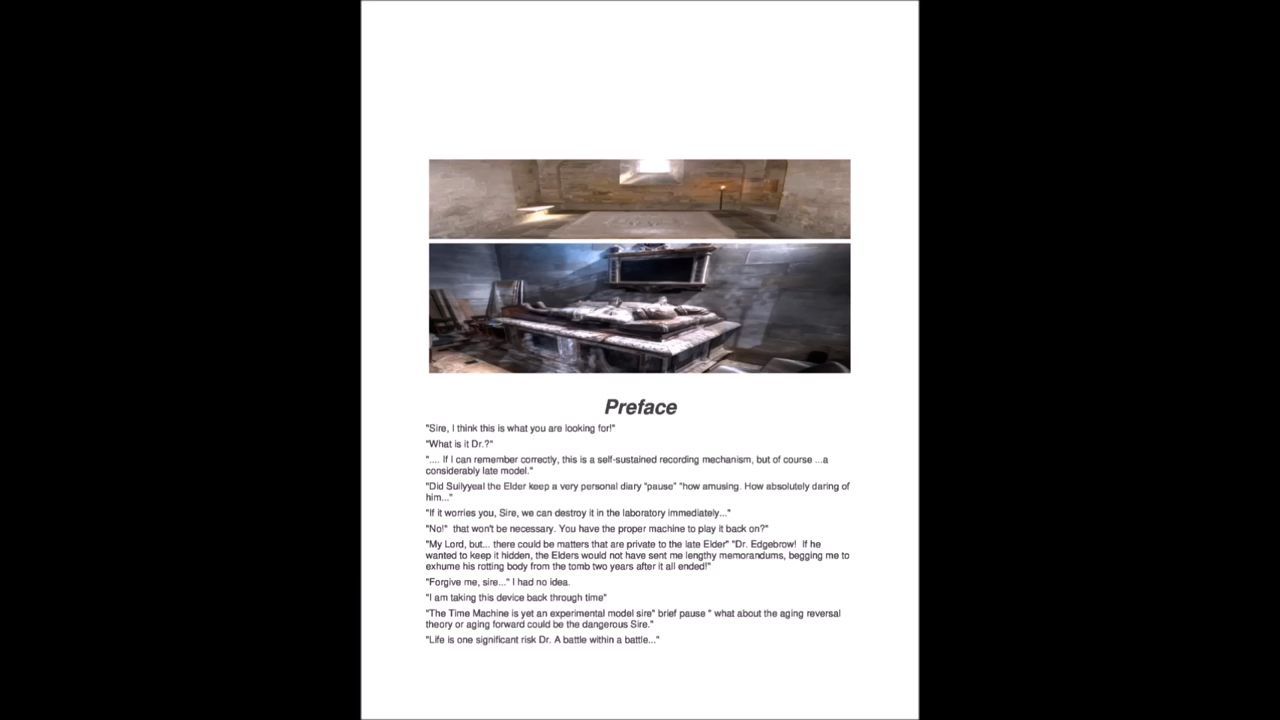 Preface
"Sire, I think this is what you are looking for!"
"What is it Dr.?"
".... If I can remember correctly, this is a self-sustained recording mechanism, but of course ...a
considerably late model."
"Did Suilyyeal the Elder keep a very personal diary "pause" "how amusing. How absolutely daring of
him..."
"If it worries you, Sire, we can destroy it in the laboratory immediately..."
"No!"  that won't be necessary. You have the proper machine to play it back on?"
"My Lord, but... there could be matters that are private to the late Elder" "Dr. Edgebrow!  If he
wanted to keep it hidden, the Elders would not have sent me lengthy memorandums, begging me to
exhume his rotting body from the tomb two years after it all ended!"
"Forgive me, sire..." I had no idea.
"I am taking this device back through time"
"The Time Machine is yet an experimental model sire" brief pause " what about the aging reversal
theory or aging forward could be the dangerous Sire."
"Life is one significant risk Dr. A battle within a battle..."